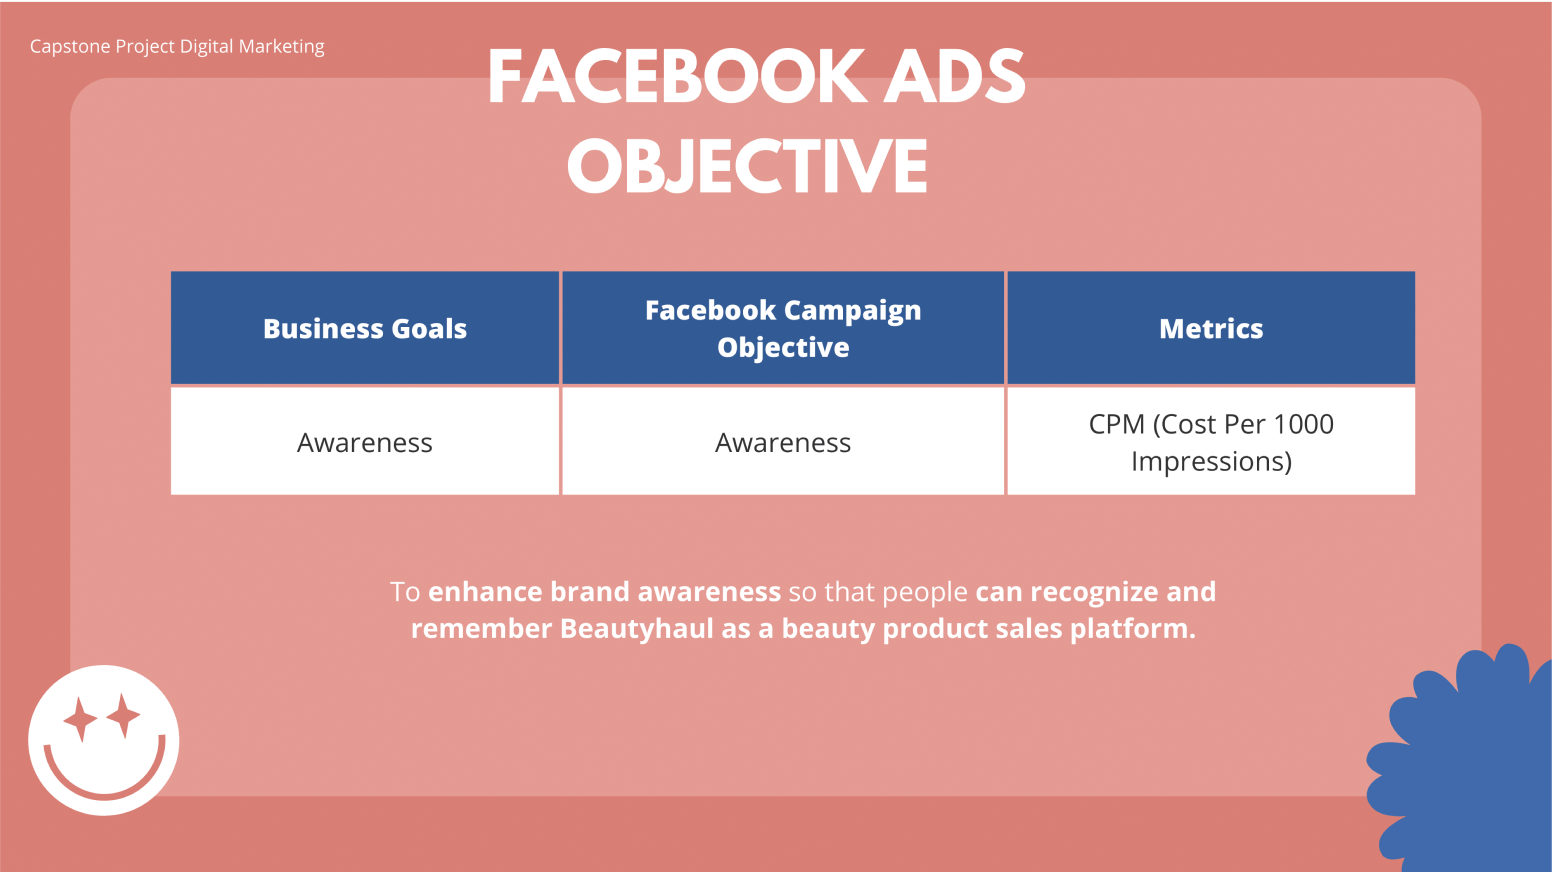 Capstone Project Digital Marketing
FACEBOOK ADS
OBJECTIVE
Business Goals
Facebook Campaign
Objective
Metrics
Awareness
Awareness
CPM (Cost Per 1000
Impressions)
To enhance brand awareness so that people can recognize and
remember Beautyhaul as a beauty product sales platform.